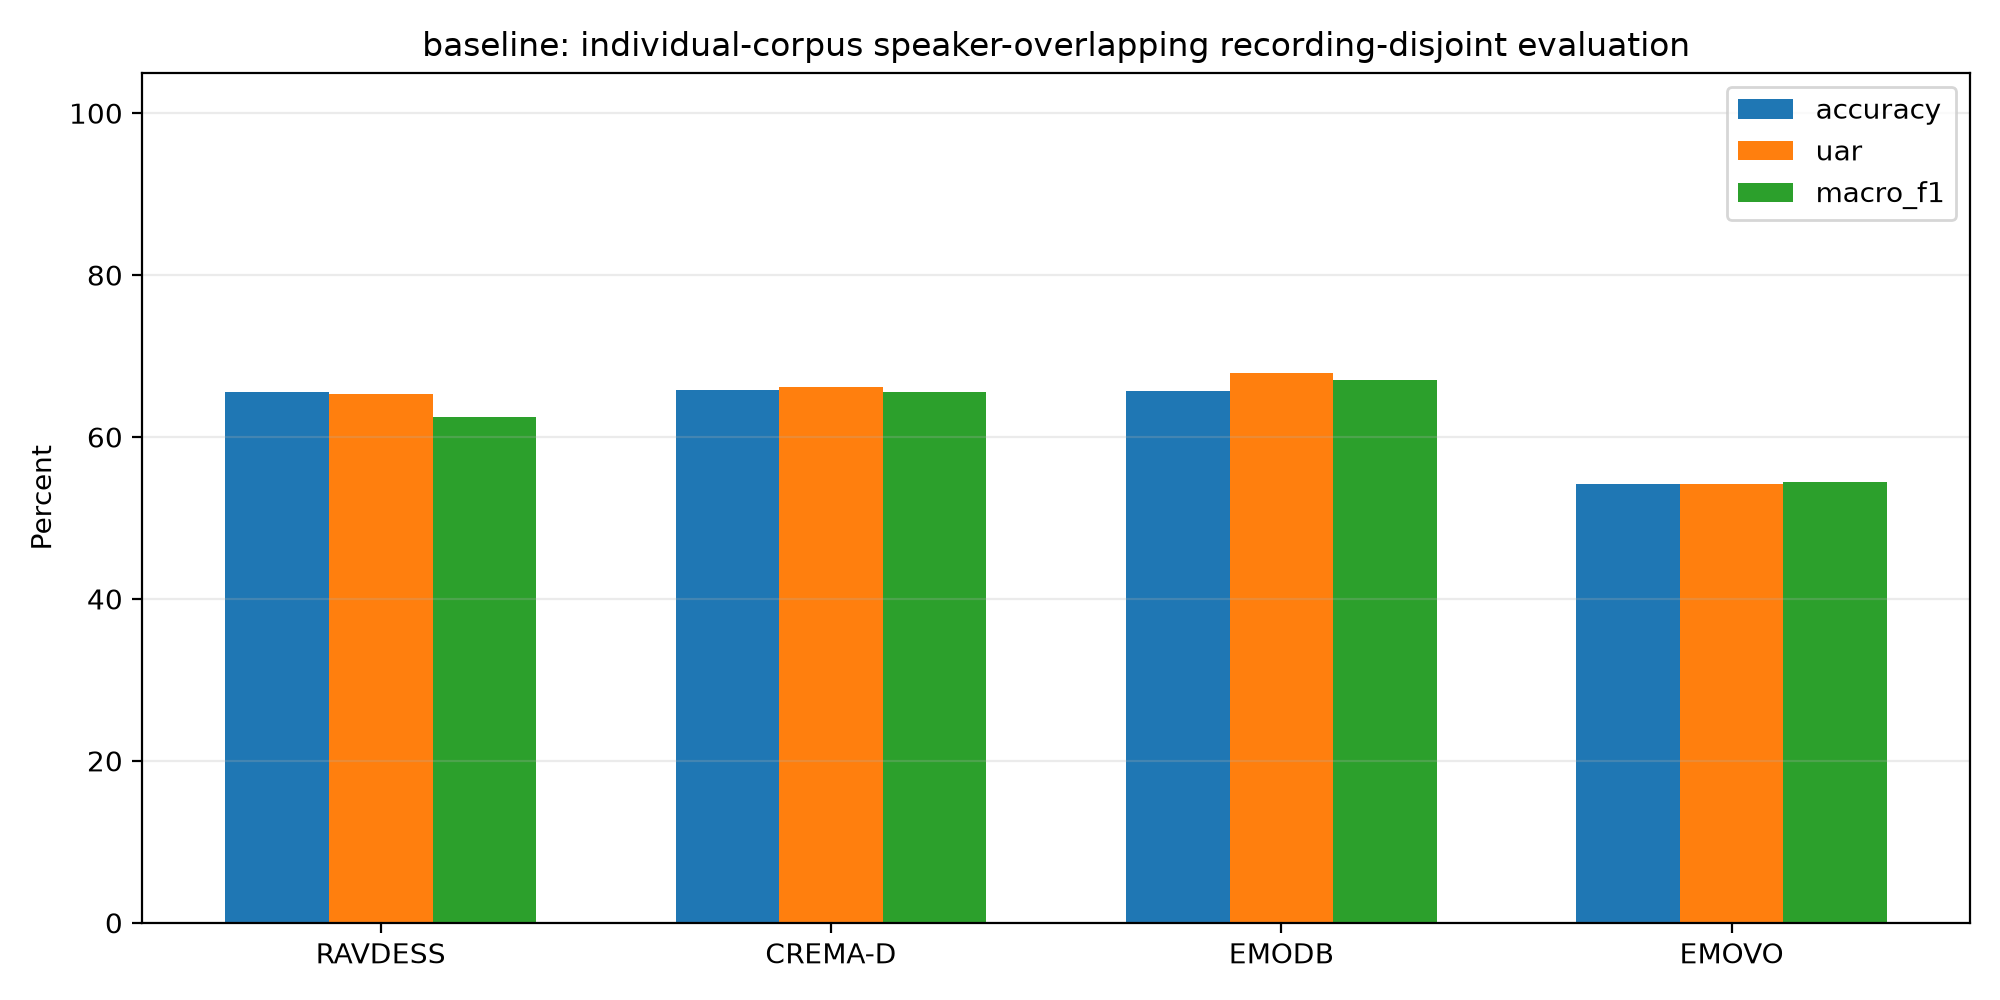 baseline: individual-corpus speaker-overlapping recording-disjoint evaluation
accuracy
uar
macro_f1
Percent
100
80
60
40
20
0
RAVDESS
CREMA-D
EMODB
EMOVO